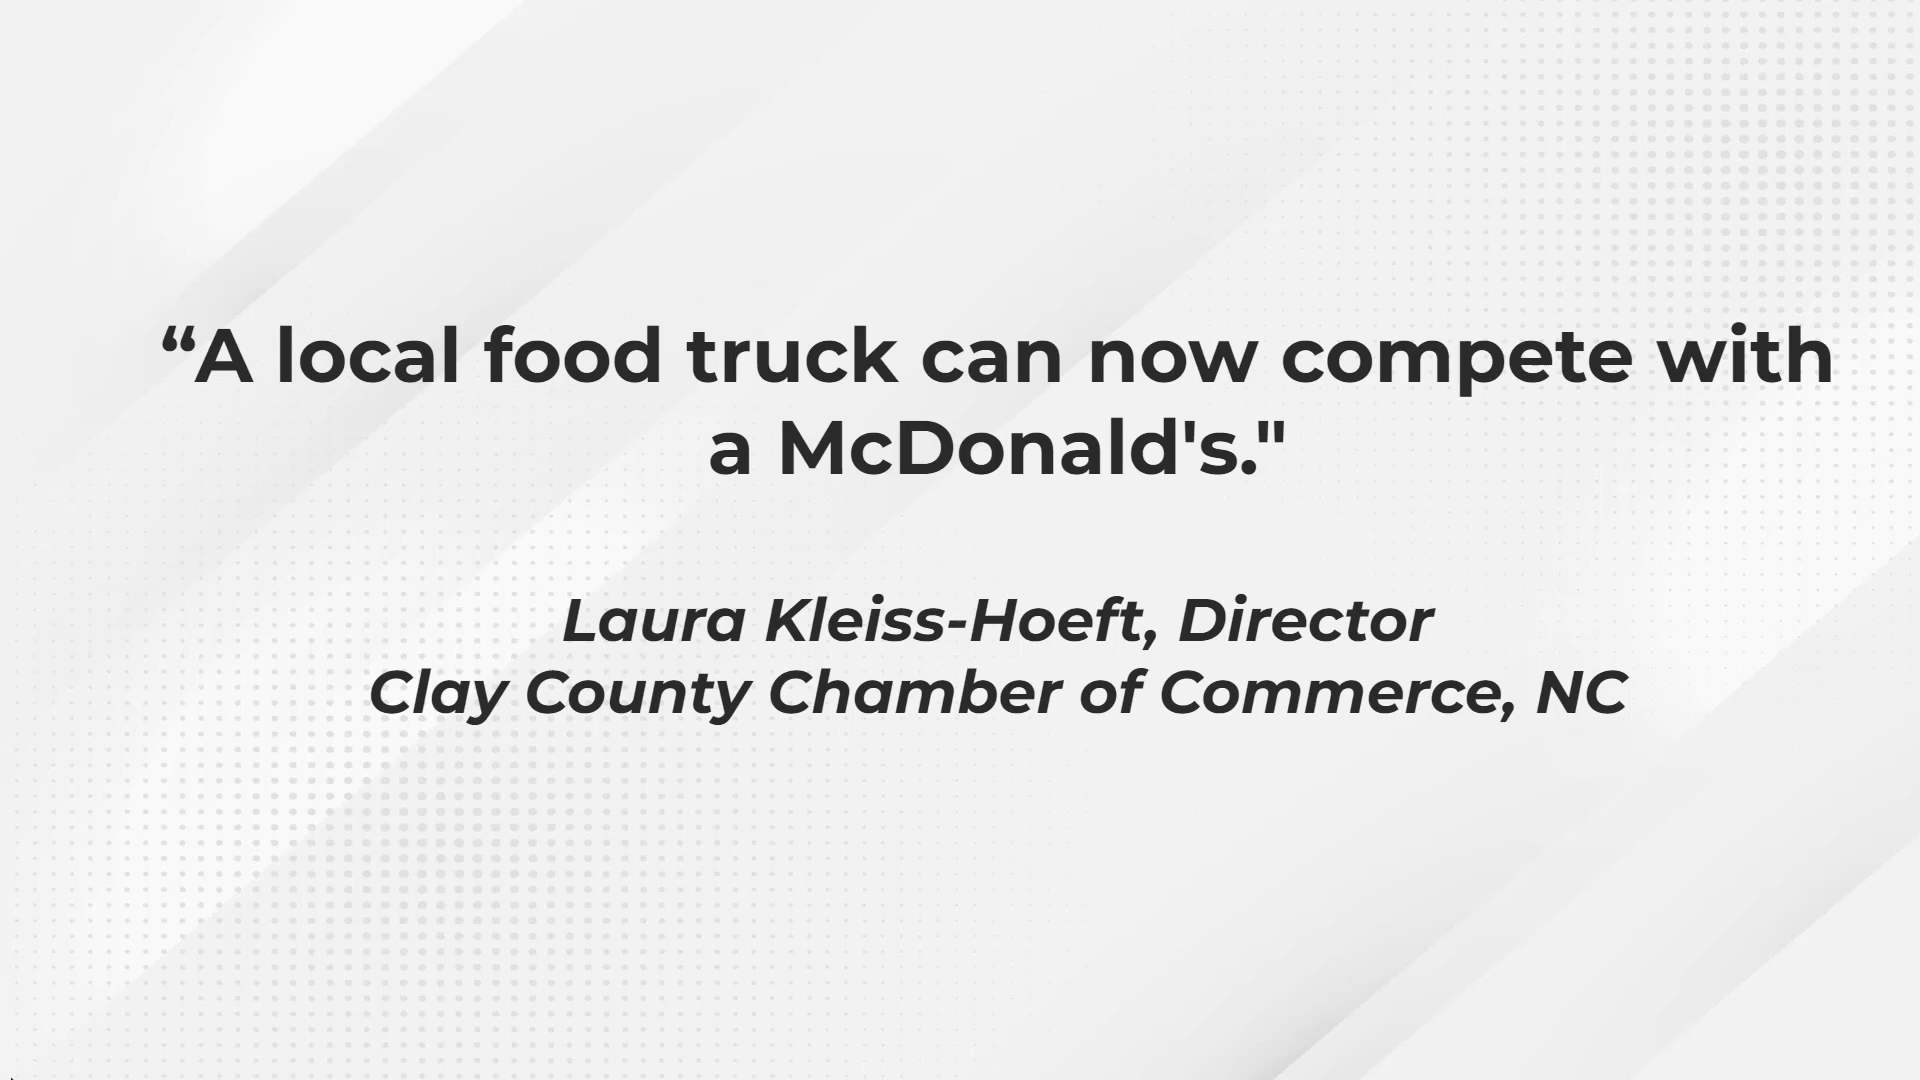 “A local food truck can now compete with
a McDonald's."
Laura Kleiss-Hoeft, Director
Clay County Chamber of Commerce, NC